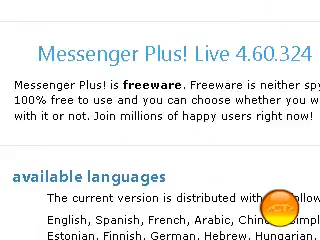 Messenger Plus! Live 4.60.324
Messenger Plus! is freeware. Freeware is neither spy
100% free to use and you can choose whether you w
with it or not. Join millions of happy users right now!
available languages
The current version is distributed with follow
English, Spanish, French, Arabic, Chin
Estonian, Finnish, German, Hebrew, Hungarian,